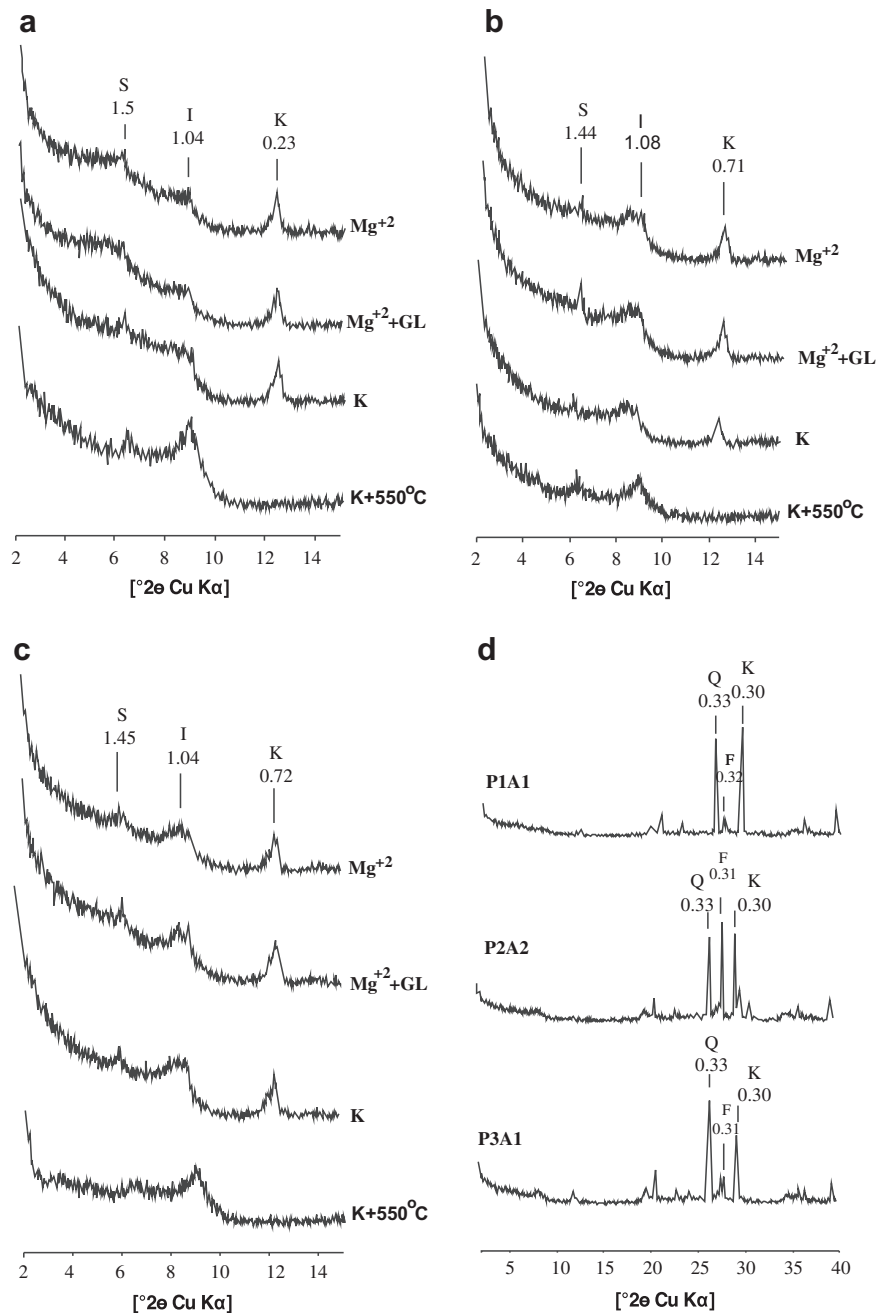 a
S
1.5
I
1.04
K
0.23
Mg+2
Mg+2+GL
K
K+550°C
2 4 6 8 10 12 14
[°2ɵ Cu Kα]
b
S
1.44
I
1.08
K
0.71
Mg+2
Mg+2+GL
K
K+550°C
2 4 6 8 10 12 14
[°2ɵ Cu Kα]
c
S
1.45
I
1.04
K
0.72
Mg+2
Mg+2+GL
K
K+550°C
2 4 6 8 10 12 14
[°2ɵ Cu Kα]
d
Q
0.33
K
0.30
F
0.32
P1A1
F
0.31
Q
0.33
K
0.30
P2A2
Q
0.33
K
0.30
F
0.31
P3A1
5 10 15 20 25 30 35 40
[°2ɵ Cu Kα]